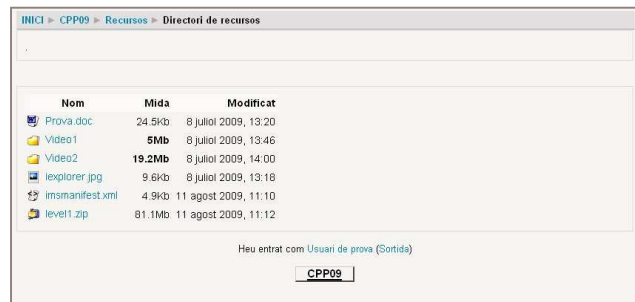 INICI ► CPP09 ► Recursos ► Directori de recursos
.
Nom Mida Modificat
Prova.doc 24.5Kb 8 juliol 2009, 13:20
Video1 5Mb 8 juliol 2009, 13:46
Video2 19.2Mb 8 juliol 2009, 14:00
iexplorer.jpg 9.6Kb 8 juliol 2009, 13:18
imsmanifest.xml 4.9Kb 11 agost 2009, 11:10
level1.zip 81.1Mb 11 agost 2009, 11:12
Heu entrat com Usuari de prova (Sortida)
CPP09